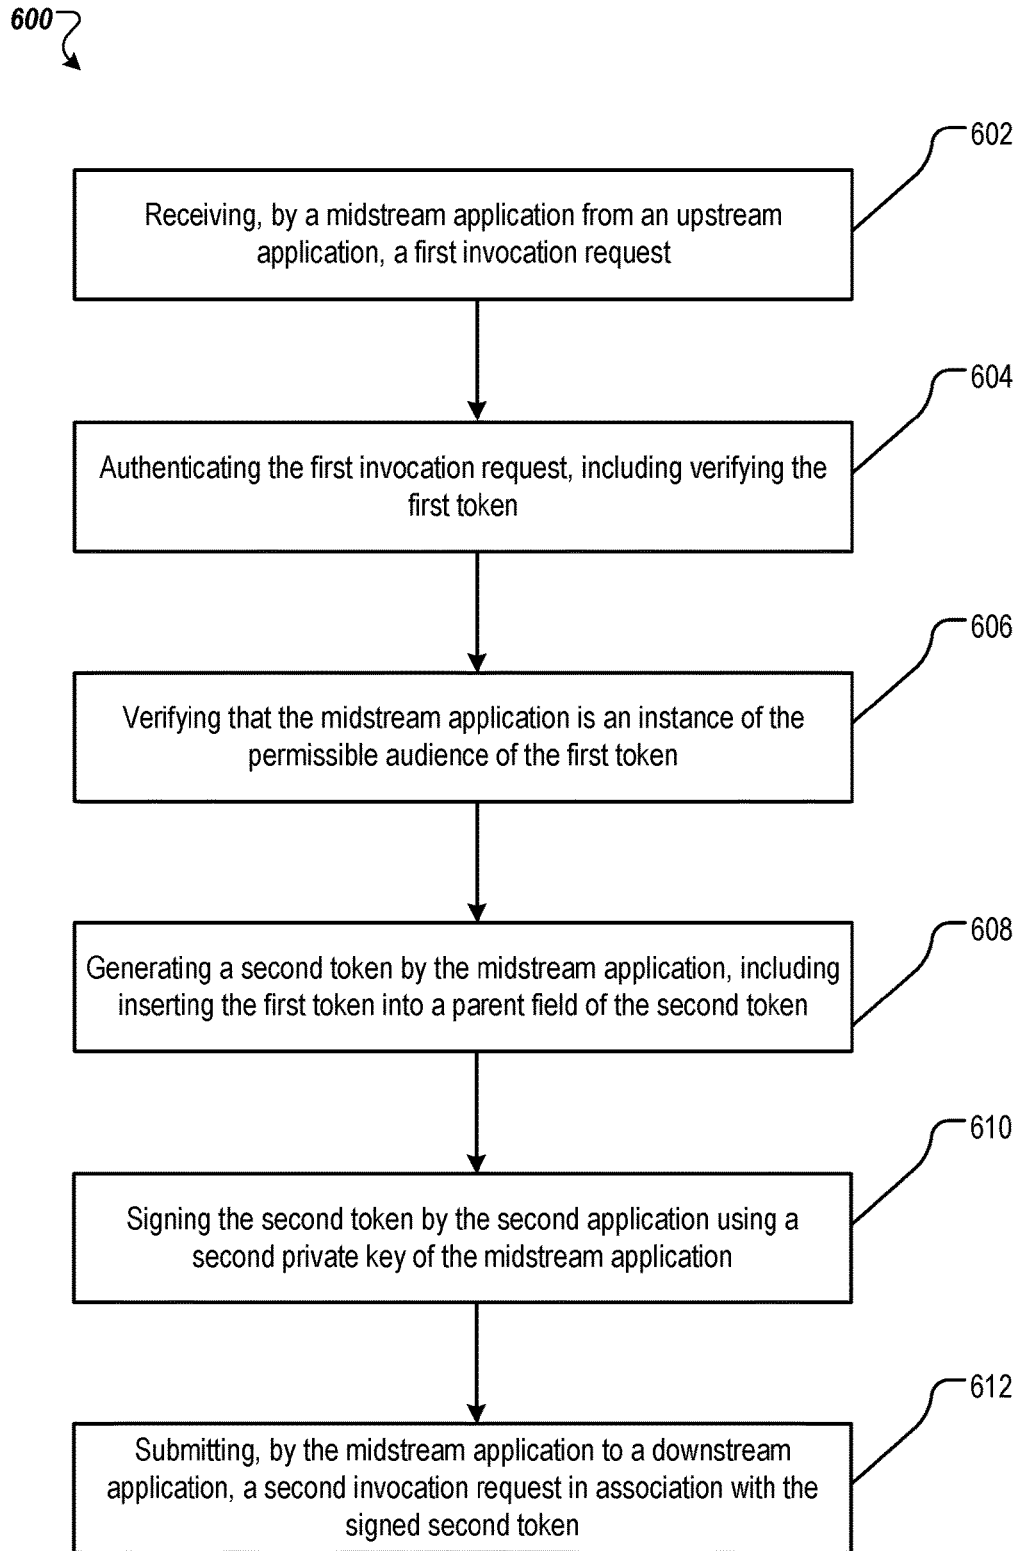 600
602
Receiving, by a midstream application from an upstream
application, a first invocation request
604
Authenticating the first invocation request, including verifying the
first token
606
Verifying that the midstream application is an instance of the
permissible audience of the first token
608
Generating a second token by the midstream application, including
inserting the first token into a parent field of the second token
610
Signing the second token by the second application using a
second private key of the midstream application
612
Submitting, by the midstream application to a downstream
application, a second invocation request in association with the
signed second token